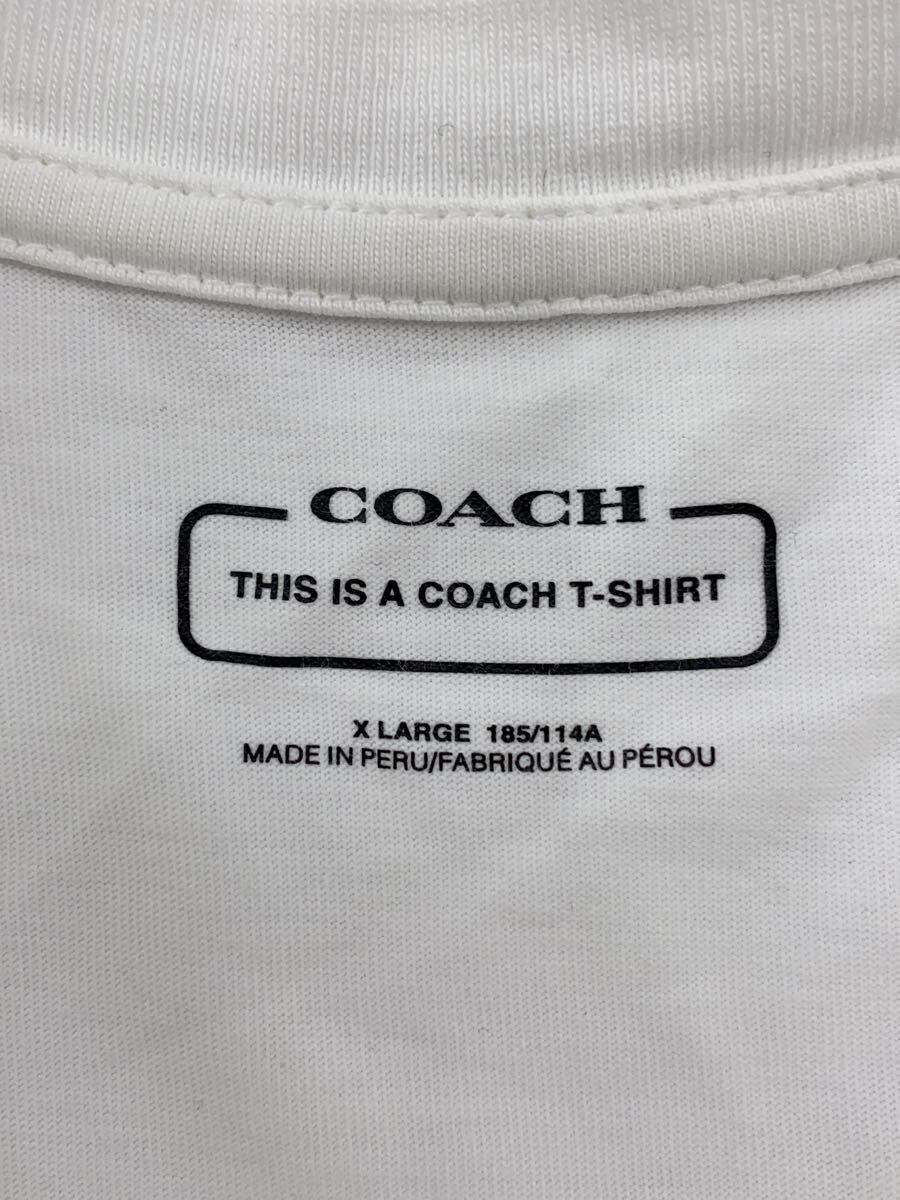 COACH
THIS IS A COACH T-SHIRT
X LARGE 185/114A
MADE IN PERU/FABRIQUÉ AU PÉROU